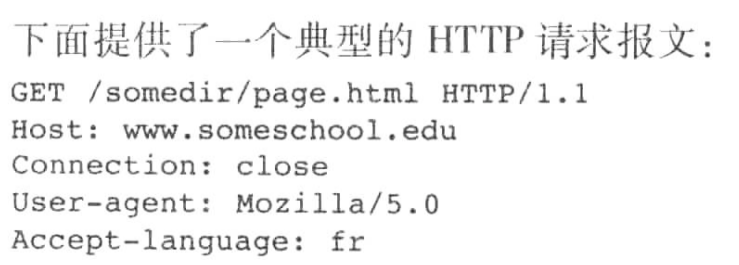 下面提供了一个典型的 HTTP 请求报文：
GET /somedir/page.html HTTP/1.1
Host: www.someschool.edu
Connection: close
User-agent: Mozilla/5.0
Accept-language: fr